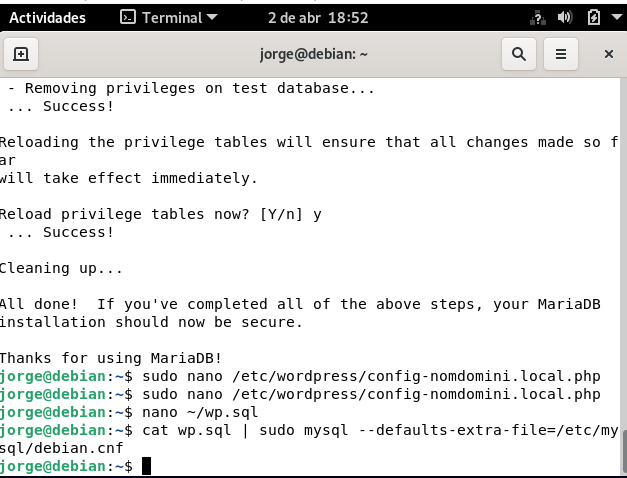 Actividades Terminal 2 de abr 18:52
jorge@debian: ~
- Removing privileges on test database...
... Success!
Reloading the privilege tables will ensure that all changes made so f
ar
will take effect immediately.
Reload privilege tables now? [Y/n] y
... Success!
Cleaning up...
All done!  If you've completed all of the above steps, your MariaDB
installation should now be secure.
Thanks for using MariaDB!
jorge@debian:~$ sudo nano /etc/wordpress/config-nomdomini.local.php
jorge@debian:~$ sudo nano /etc/wordpress/config-nomdomini.local.php
jorge@debian:~$ nano ~/wp.sql
jorge@debian:~$ cat wp.sql | sudo mysql --defaults-extra-file=/etc/my
sql/debian.cnf
jorge@debian:~$